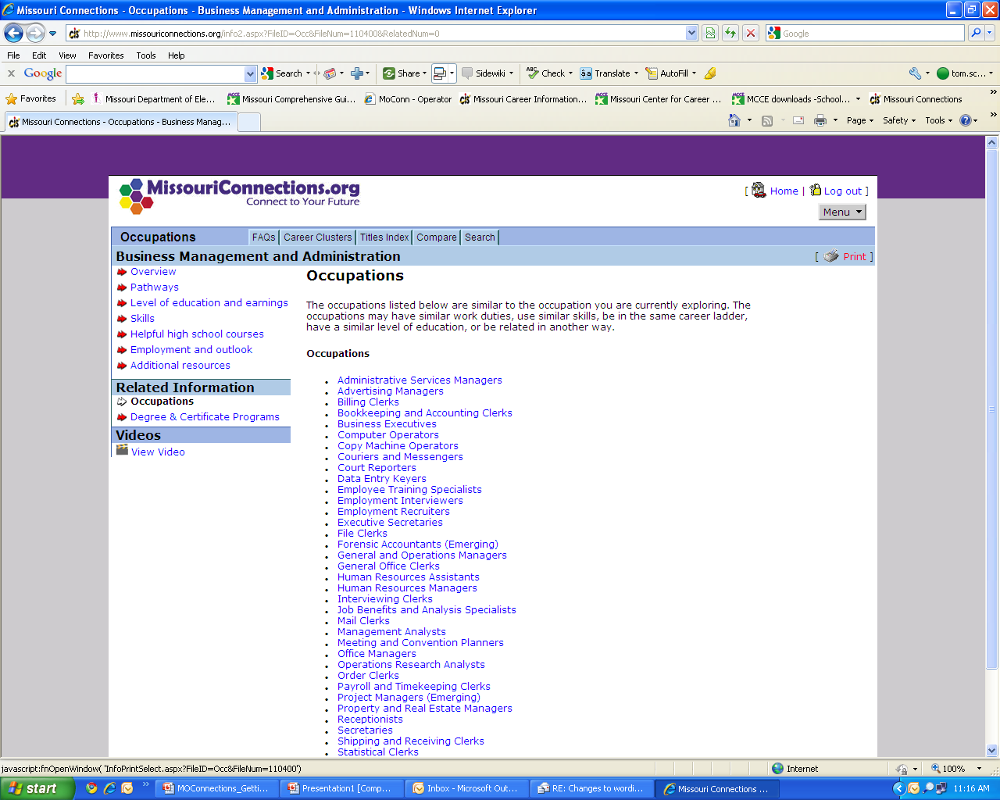 Missouri Connections - Occupations - Business Management and Administration - Windows Internet Explorer
http://www.missouriconnections.org/info2.aspx?FileID=Occ&FileNum=110400&RelatedNum=0
Google
File Edit View Favorites Tools Help
x Google Search Share Sidewiki ABC Check Translate AutoFill tom.sc...
Favorites Missouri Department of Ele... Missouri Comprehensive Gui... MoConn - Operator Missouri Career Information... Missouri Center for Career ... MCCE downloads -School... Missouri Connections
Missouri Connections - Occupations - Business Manag...
Page Safety Tools
MissouriConnections.org
Connect to Your Future
[ Home | Log out ]
Menu
Occupations FAQs Career Clusters Titles Index Compare Search
Business Management and Administration
[ Print ]
Overview
Pathways
Level of education and earnings
Skills
Helpful high school courses
Employment and outlook
Additional resources
Related Information
Occupations
Degree & Certificate Programs
Videos
View Video
Occupations
The occupations listed below are similar to the occupation you are currently exploring. The
occupations may have similar work duties, use similar skills, be in the same career ladder,
have a similar level of education, or be related in another way.
Occupations
Administrative Services Managers
Advertising Managers
Billing Clerks
Bookkeeping and Accounting Clerks
Business Executives
Computer Operators
Copy Machine Operators
Couriers and Messengers
Court Reporters
Data Entry Keyers
Employee Training Specialists
Employment Interviewers
Employment Recruiters
Executive Secretaries
File Clerks
Forensic Accountants (Emerging)
General and Operations Managers
General Office Clerks
Human Resources Assistants
Human Resources Managers
Interviewing Clerks
Job Benefits and Analysis Specialists
Mail Clerks
Management Analysts
Meeting and Convention Planners
Office Managers
Operations Research Analysts
Order Clerks
Payroll and Timekeeping Clerks
Project Managers (Emerging)
Property and Real Estate Managers
Receptionists
Secretaries
Shipping and Receiving Clerks
Statistical Clerks
javascript:fnOpenWindow( 'InfoPrintSelect.aspx?FileID=Occ&FileNum=110400')
Internet
100%
start MOConnections_Getti... Presentation1 [Comp... Inbox - Microsoft Out... RE: Changes to wordi... Missouri Connections ... 11:16 AM